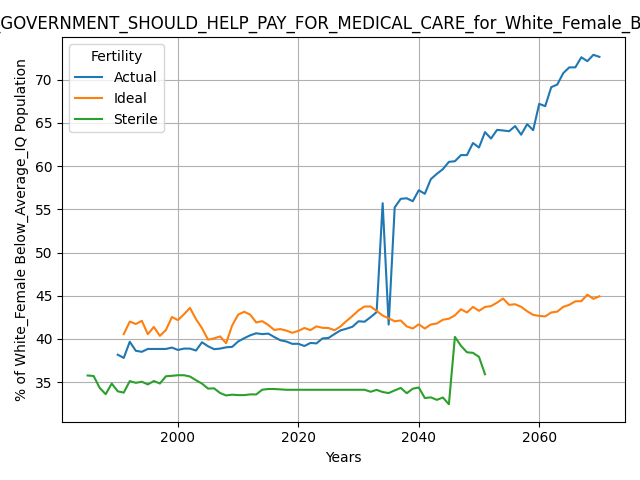 _GOVERNMENT_SHOULD_HELP_PAY_FOR_MEDICAL_CARE_for_White_Female_B
% of White_Female Below_Average_IQ Population
70
65
60
55
50
45
40
35
Fertility
Actual
Ideal
Sterile
2000
2020
2040
2060
Years